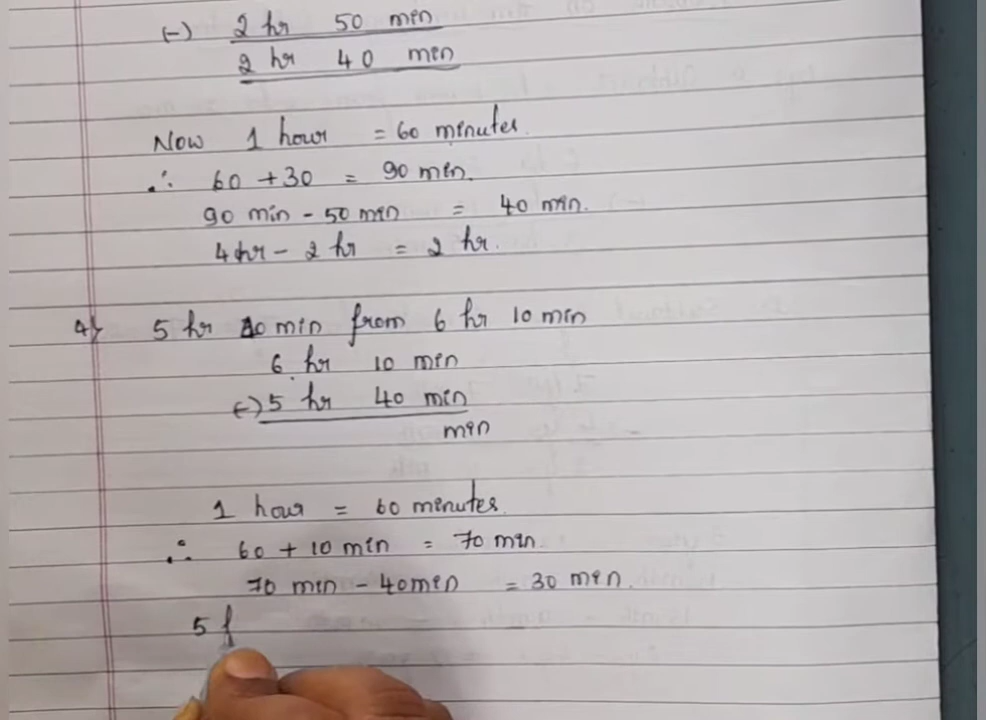 (-) 2 hr 50 min
2 hr 40 min
Now 1 hour = 60 minutes.
∴ 60 + 30 = 90 min.
90 min - 50 min = 40 min.
4 hr - 2 hr = 2 hr.
4) 5 hr 40 min from 6 hr 10 min
6 hr 10 min
(-) 5 hr 40 min
min
1 hour = 60 minutes.
∴ 60 + 10 min = 70 min.
70 min - 40 min = 30 min.
5 h